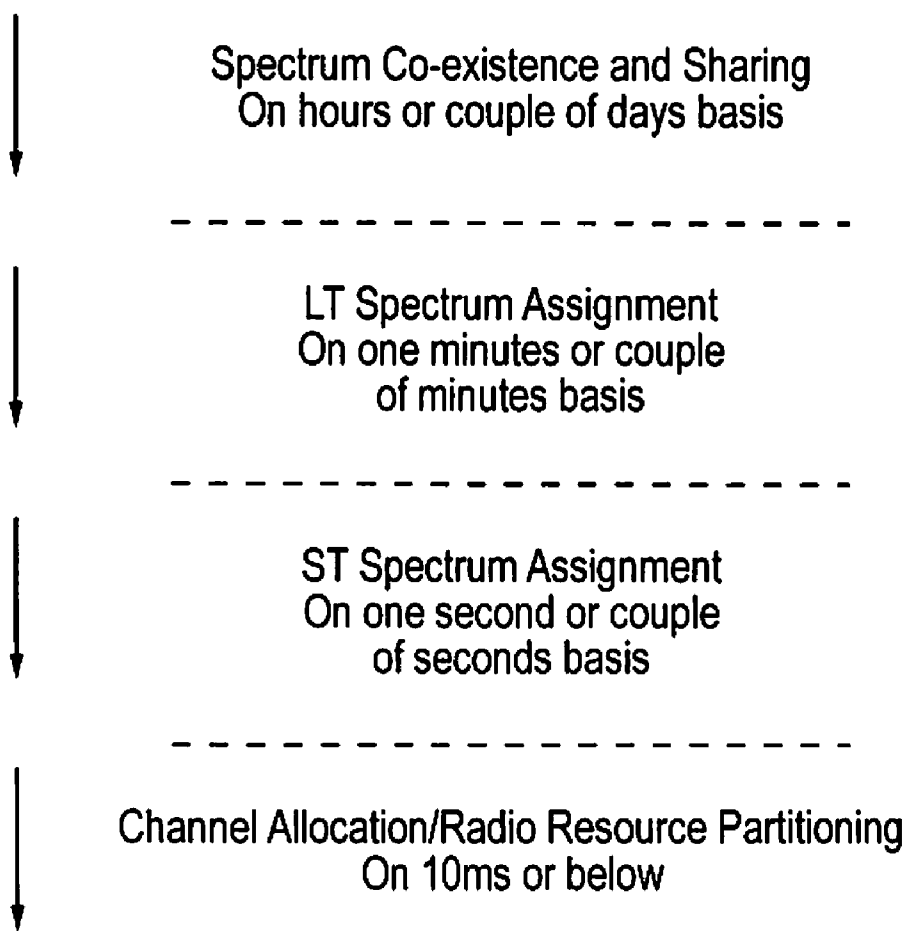 Spectrum Co-existence and Sharing
On hours or couple of days basis
LT Spectrum Assignment
On one minutes or couple
of minutes basis
ST Spectrum Assignment
On one second or couple
of seconds basis
Channel Allocation/Radio Resource Partitioning
On 10ms or below